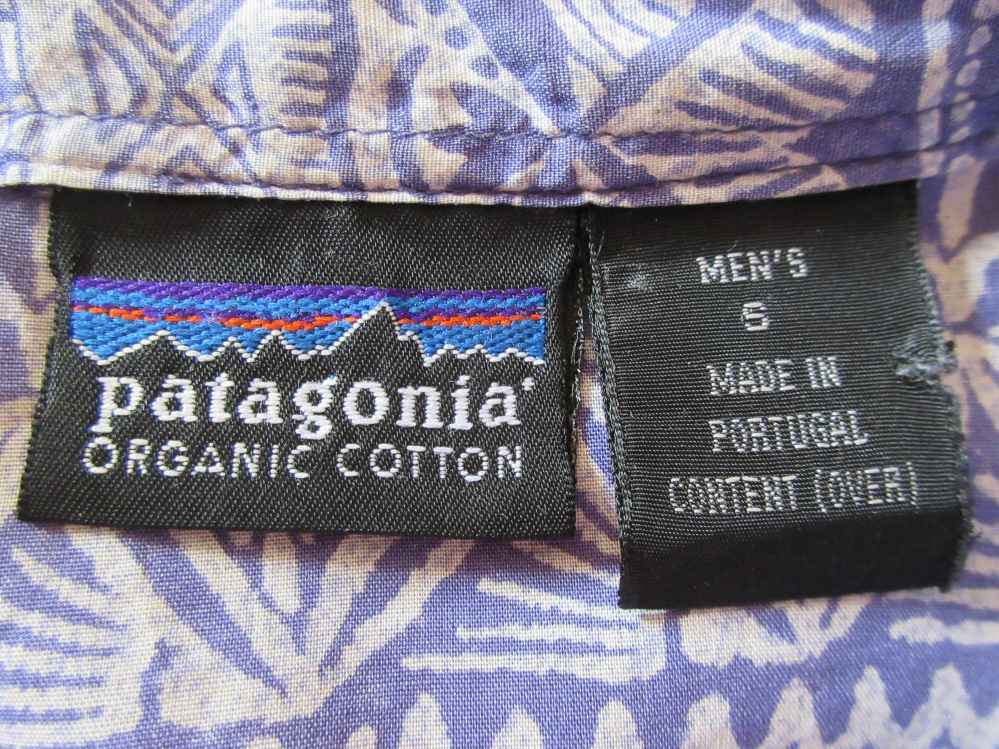 patagonia®
ORGANIC COTTON
MEN'S
S
MADE IN
PORTUGAL
CONTENT (OVER)